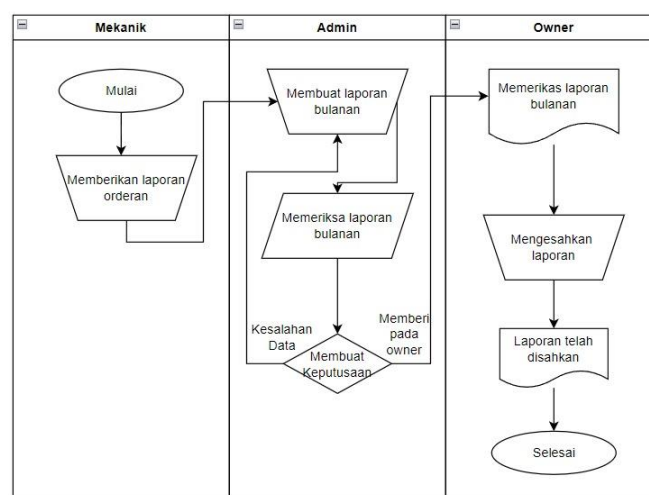 Mekanik
Admin
Owner
Mulai
Memberikan laporan
orderan
Membuat laporan
bulanan
Memeriksa laporan
bulanan
Kesalahan
Data
Membuat
Keputusaan
Memberi
pada
owner
Memerikas laporan
bulanan
Mengesahkan
laporan
Laporan telah
disahkan
Selesai